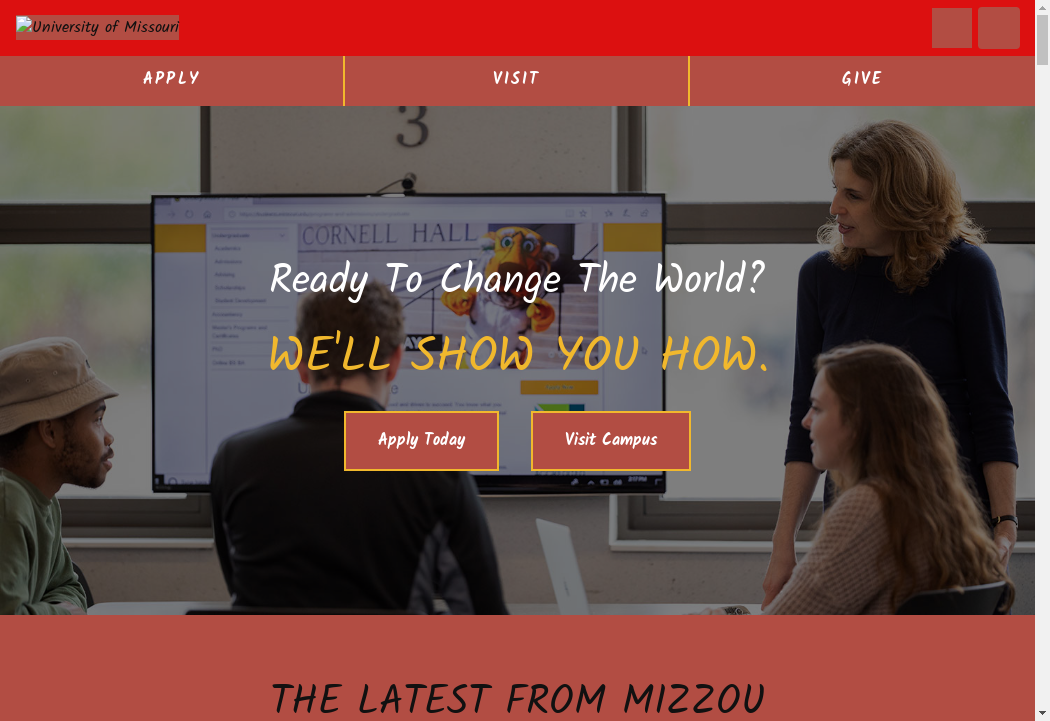 University of Missouri
APPLY
VISIT
GIVE
3
CORNELL HALL
Ready To Change The World?
WE'LL SHOW YOU HOW.
Apply Today
Visit Campus
THE LATEST FROM MIZZOU